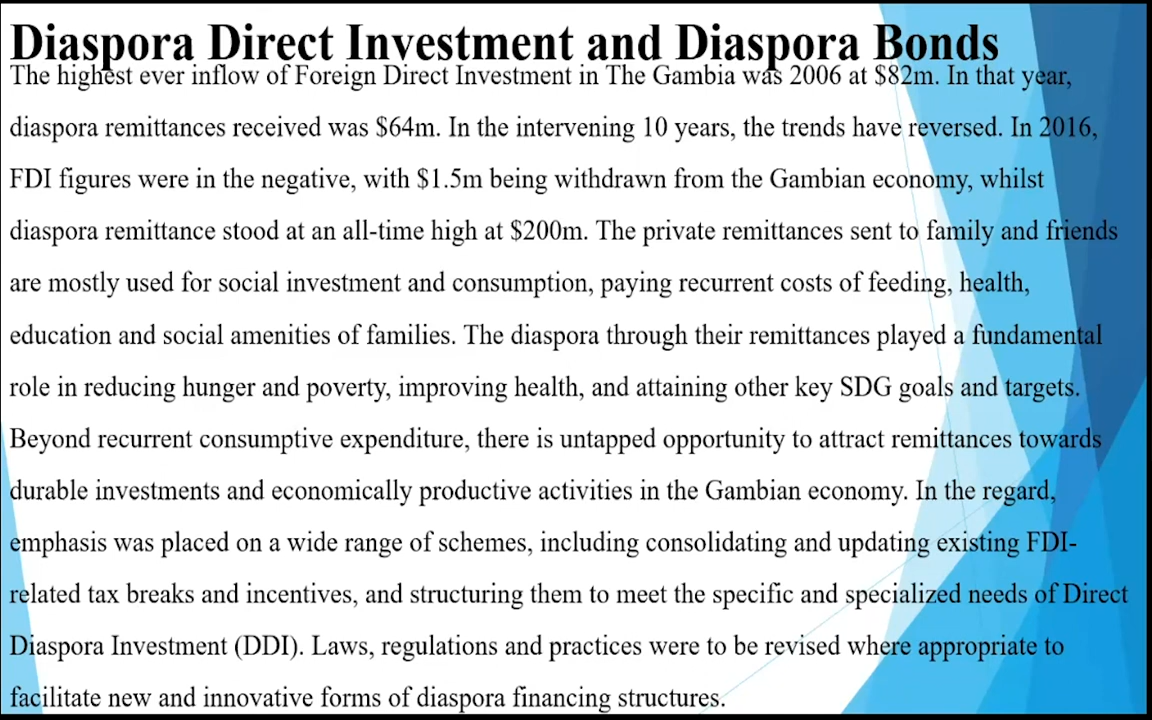 Diaspora Direct Investment and Diaspora Bonds
The highest ever inflow of Foreign Direct Investment in The Gambia was 2006 at $82m. In that year,
diaspora remittances received was $64m. In the intervening 10 years, the trends have reversed. In 2016,
FDI figures were in the negative, with $1.5m being withdrawn from the Gambian economy, whilst
diaspora remittance stood at an all-time high at $200m. The private remittances sent to family and friends
are mostly used for social investment and consumption, paying recurrent costs of feeding, health,
education and social amenities of families. The diaspora through their remittances played a fundamental
role in reducing hunger and poverty, improving health, and attaining other key SDG goals and targets.
Beyond recurrent consumptive expenditure, there is untapped opportunity to attract remittances towards
durable investments and economically productive activities in the Gambian economy. In the regard,
emphasis was placed on a wide range of schemes, including consolidating and updating existing FDI-
related tax breaks and incentives, and structuring them to meet the specific and specialized needs of Direct
Diaspora Investment (DDI). Laws, regulations and practices were to be revised where appropriate to
facilitate new and innovative forms of diaspora financing structures.